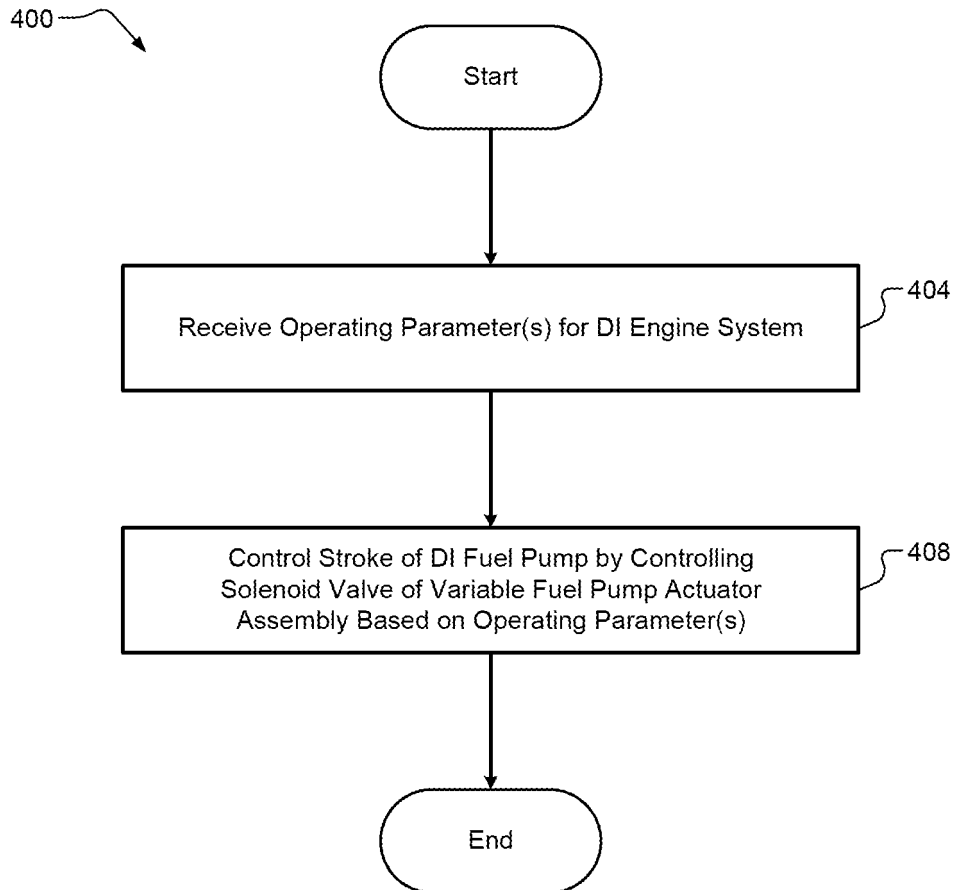 400
Start
Receive Operating Parameter(s) for DI Engine System
404
Control Stroke of DI Fuel Pump by Controlling
Solenoid Valve of Variable Fuel Pump Actuator
Assembly Based on Operating Parameter(s)
408
End